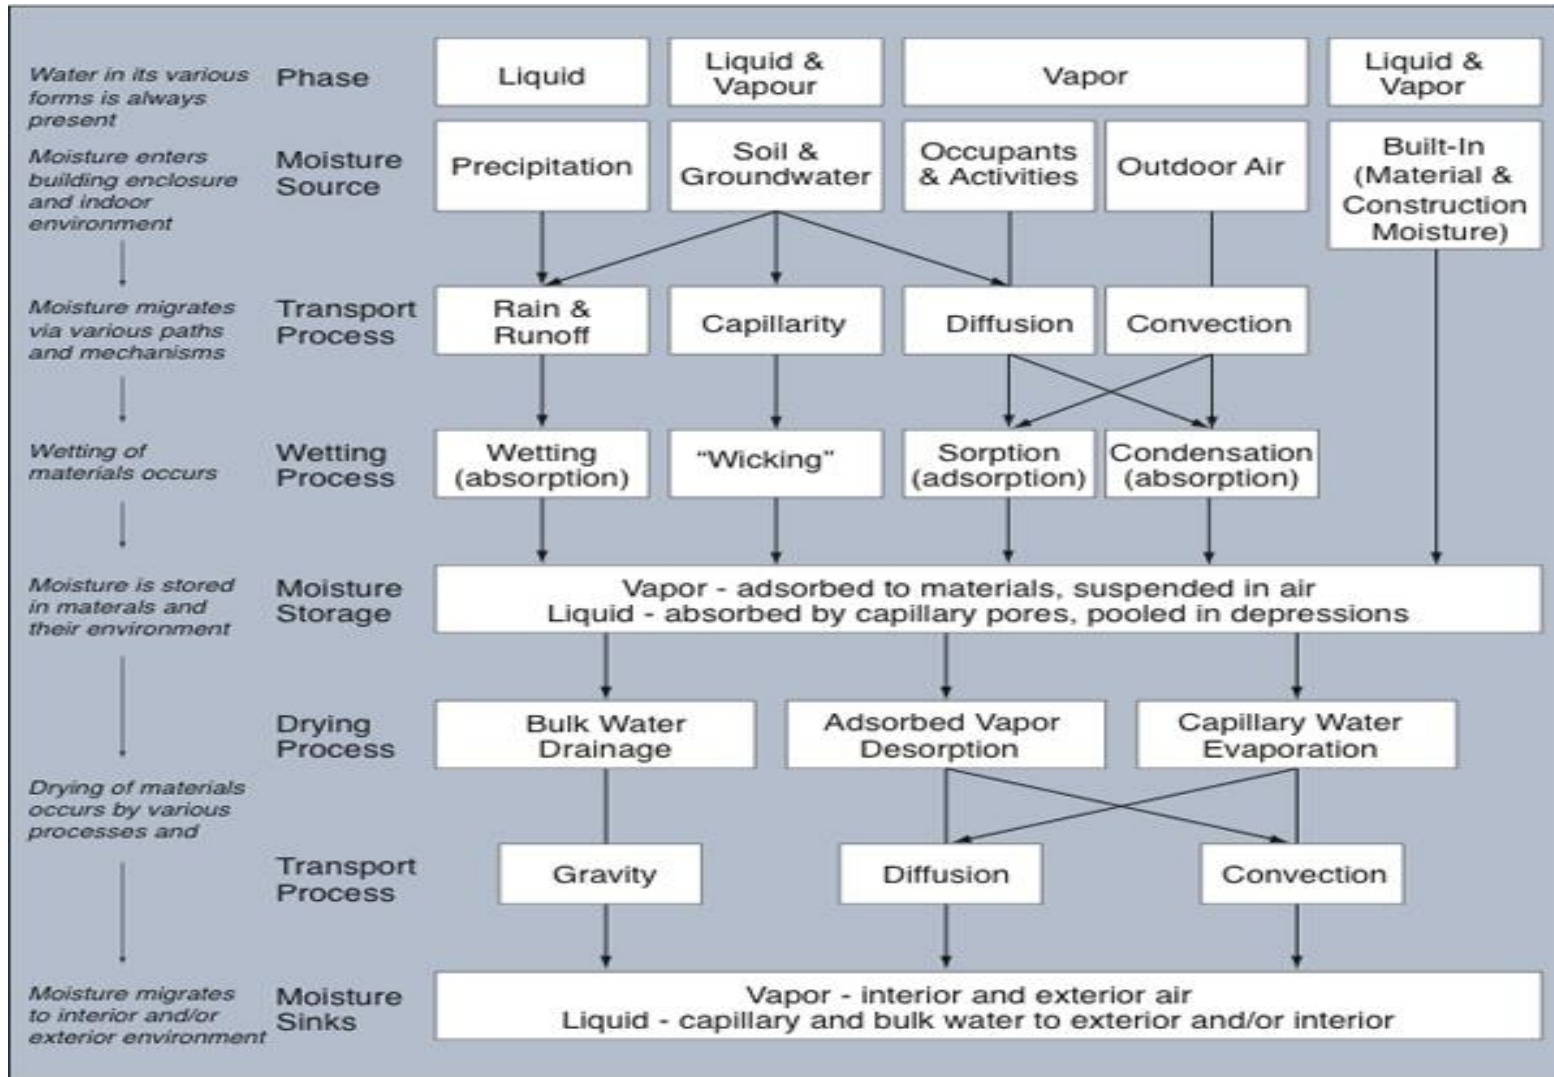 Water in its various
forms is always
present
Phase
Liquid
Liquid &
Vapour
Vapor
Liquid &
Vapor
Moisture enters
building enclosure
and indoor
environment
Moisture
Source
Precipitation
Soil &
Groundwater
Occupants
& Activities
Outdoor Air
Built-In
(Material &
Construction
Moisture)
Moisture migrates
via various paths
and mechanisms
Transport
Process
Rain &
Runoff
Capillarity
Diffusion
Convection
Wetting of
materials occurs
Wetting
Process
Wetting
(absorption)
“Wicking”
Sorption
(adsorption)
Condensation
(absorption)
Moisture is stored
in materals and
their environment
Moisture
Storage
Vapor - adsorbed to materials, suspended in air
Liquid - absorbed by capillary pores, pooled in depressions
Drying
Process
Bulk Water
Drainage
Adsorbed Vapor
Desorption
Capillary Water
Evaporation
Drying of materials
occurs by various
processes and
Transport
Process
Gravity
Diffusion
Convection
Moisture migrates
to interior and/or
exterior environment
Moisture
Sinks
Vapor - interior and exterior air
Liquid - capillary and bulk water to exterior and/or interior